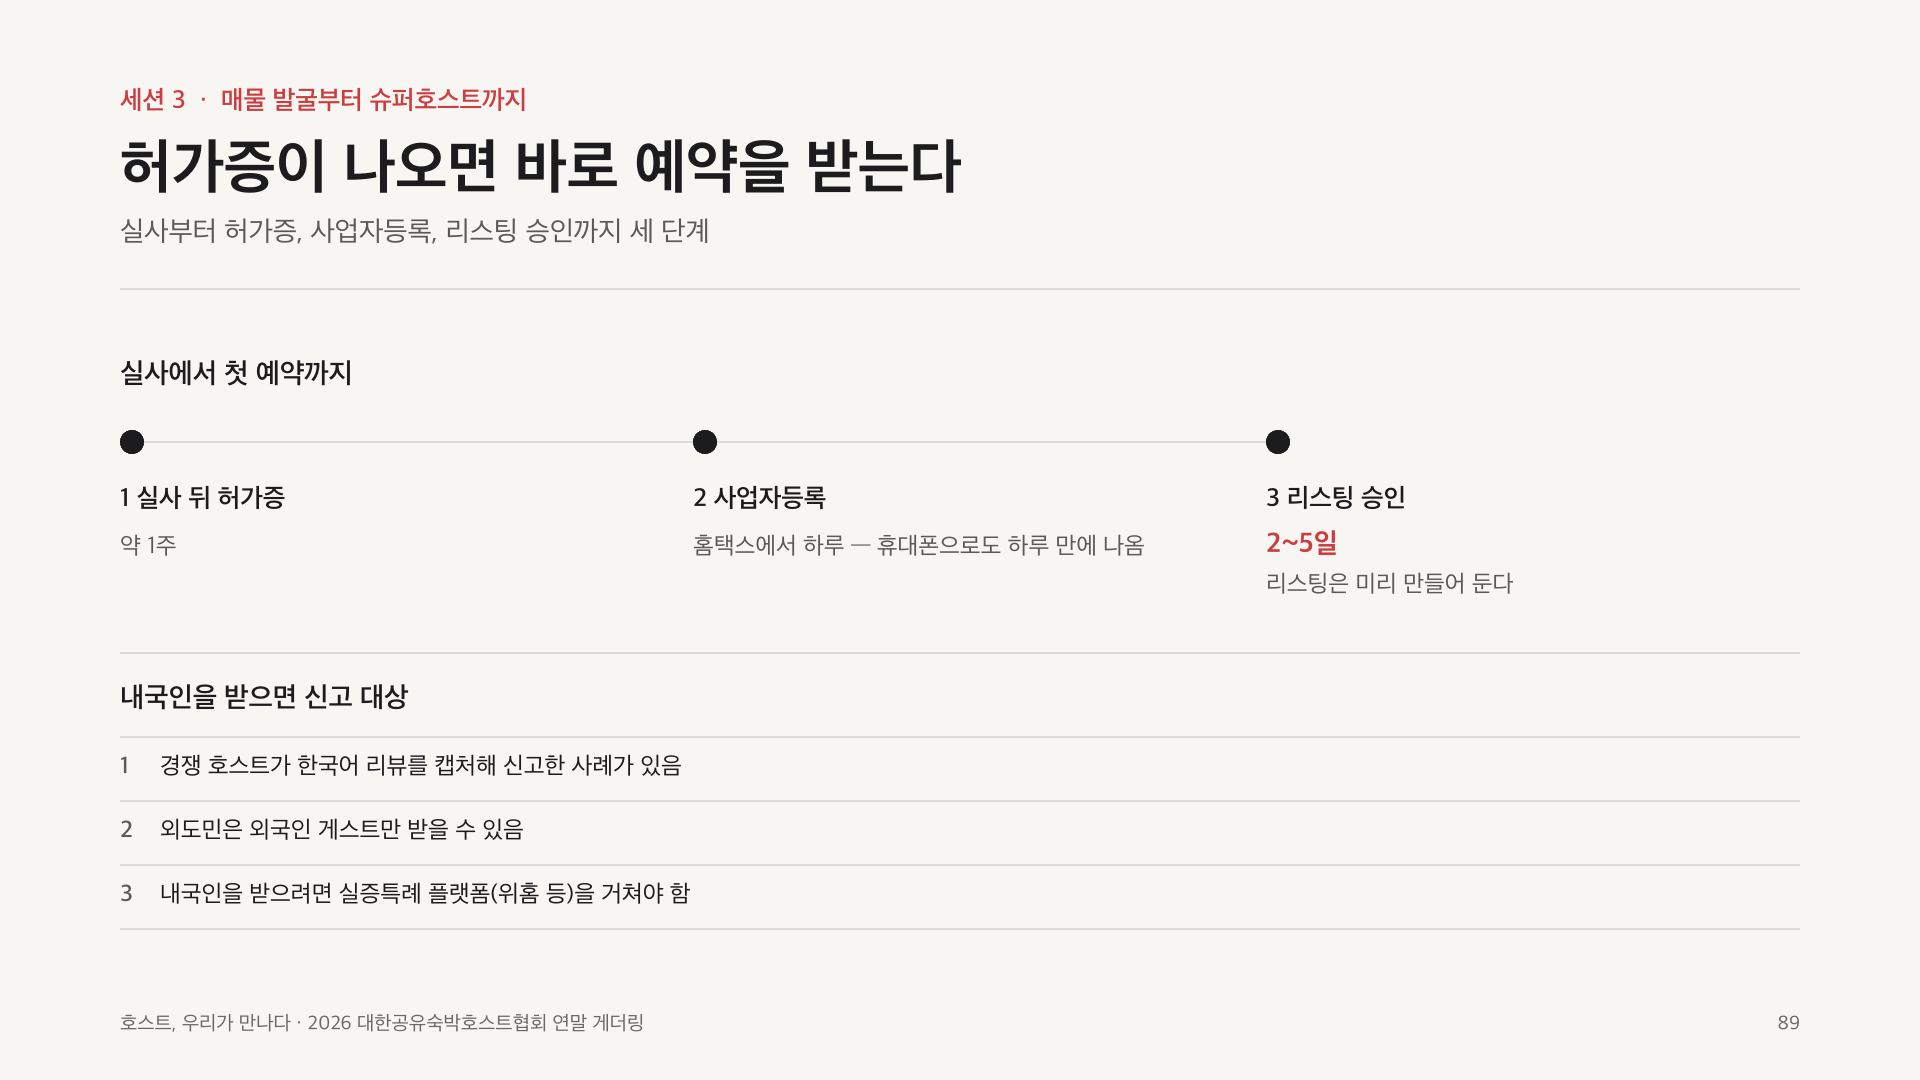 세션 3 · 매물 발굴부터 슈퍼호스트까지
허가증이 나오면 바로 예약을 받는다
실사부터 허가증, 사업자등록, 리스팅 승인까지 세 단계
실사에서 첫 예약까지
1 실사 뒤 허가증
약 1주
2 사업자등록
홈택스에서 하루 — 휴대폰으로도 하루 만에 나옴
3 리스팅 승인
2~5일
리스팅은 미리 만들어 둔다
내국인을 받으면 신고 대상
1 경쟁 호스트가 한국어 리뷰를 캡처해 신고한 사례가 있음
2 외도민은 외국인 게스트만 받을 수 있음
3 내국인을 받으려면 실증특례 플랫폼(위홈 등)을 거쳐야 함
호스트, 우리가 만나다 · 2026 대한공유숙박호스트협회 연말 게더링
89